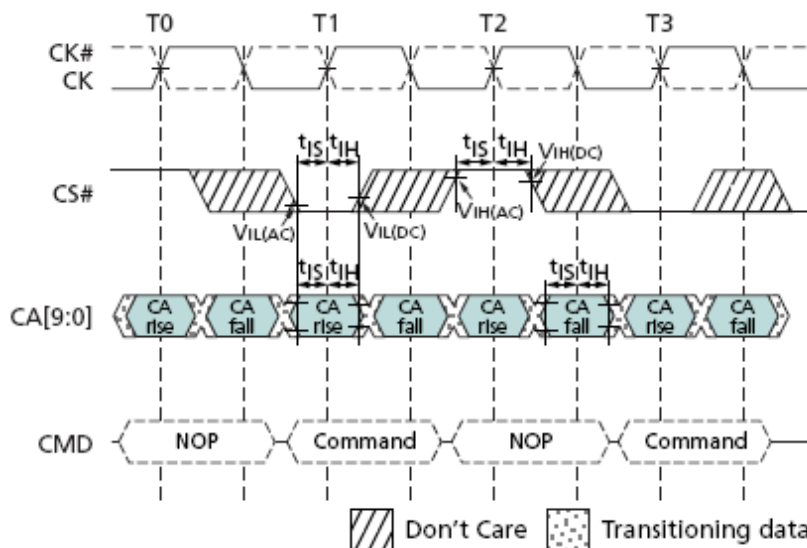 T0 T1 T2 T3
CK#
CK
tIS tIH tIS tIH
VIH(DC)
CS#
VIL(AC) VIL(DC) VIH(AC)
tIS tIH tIS tIH
CA[9:0] CA rise CA fall CA rise CA fall CA rise CA fall CA rise CA fall
CMD NOP Command NOP Command
Don't Care Transitioning data